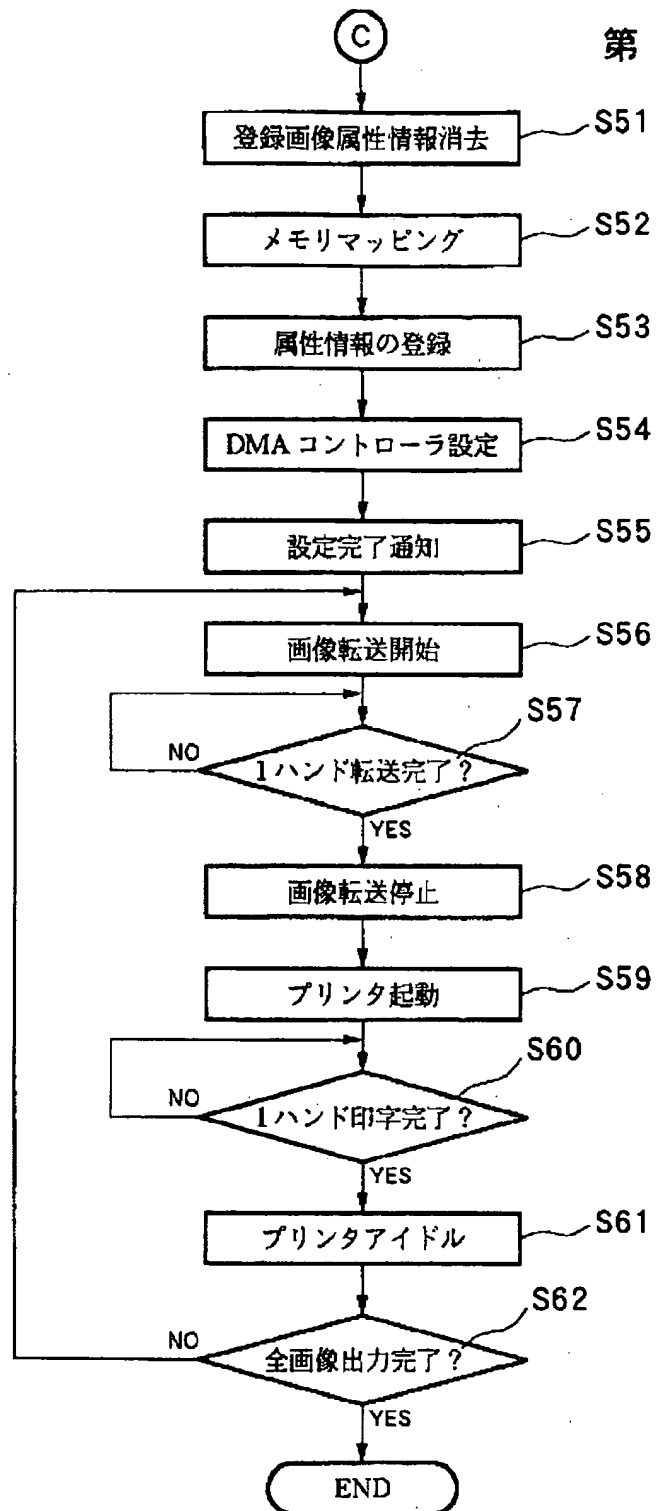 C
第
登録画像属性情報消去
S51
メモリマッピング
S52
属性情報の登録
S53
DMAコントローラ設定
S54
設定完了通知
S55
画像転送開始
S56
S57
NO
1ハンド転送完了？
YES
画像転送停止
S58
プリンタ起動
S59
S60
NO
1ハンド印字完了？
YES
プリンタアイドル
S61
S62
NO
全画像出力完了？
YES
END